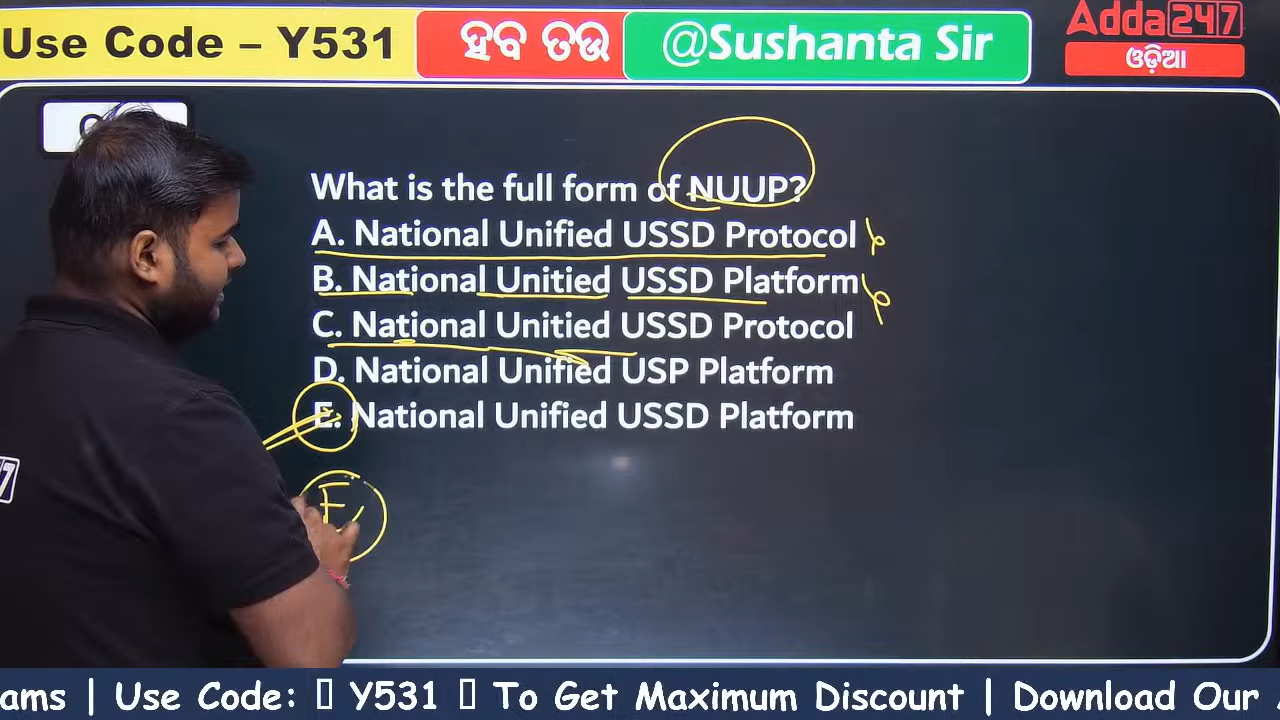 Use Code – Y531
ହବ ତଉ
@Sushanta Sir
Adda247
ଓଡ଼ିଆ
What is the full form of NUUP?
A. National Unified USSD Protocol
B. National Unitied USSD Platform
C. National Unitied USSD Protocol
D. National Unified USP Platform
E. National Unified USSD Platform
E
7
ams | Use Code: Y531 To Get Maximum Discount | Download Our